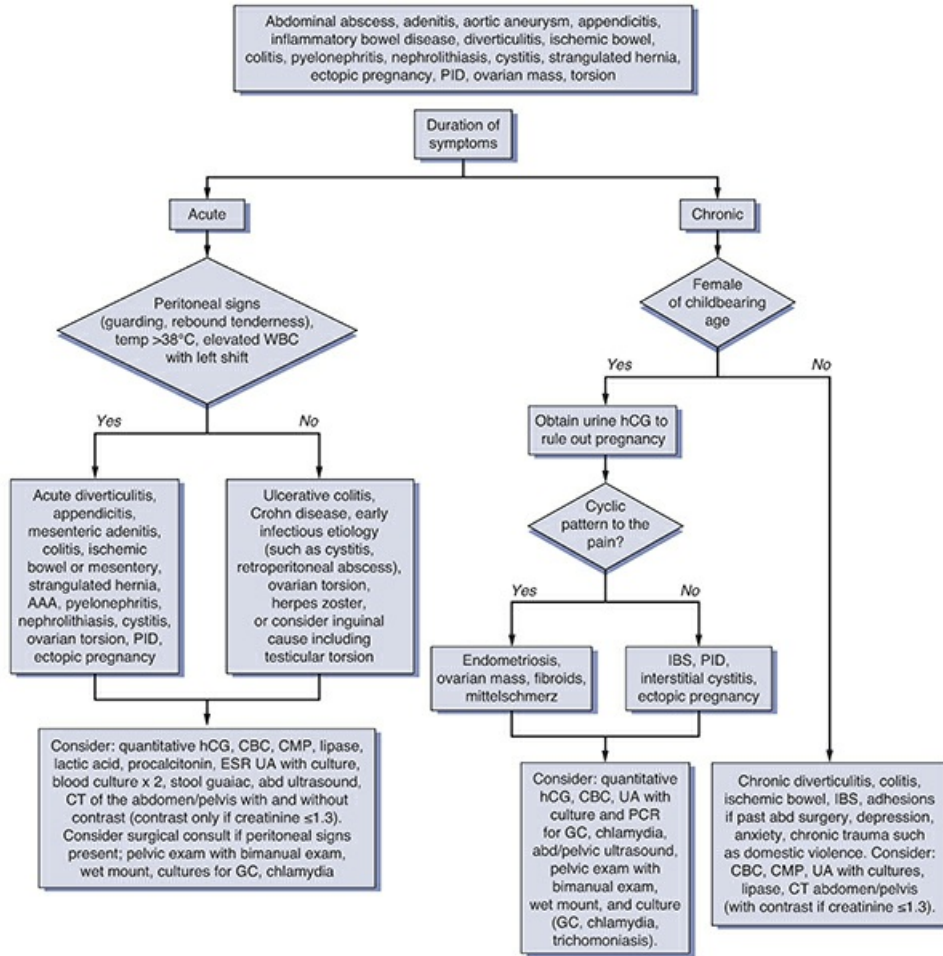 Abdominal abscess, adenitis, aortic aneurysm, appendicitis,
inflammatory bowel disease, diverticulitis, ischemic bowel,
colitis, pyelonephritis, nephrolithiasis, cystitis, strangulated hernia,
ectopic pregnancy, PID, ovarian mass, torsion
Duration of
symptoms
Acute
Chronic
Peritoneal signs
(guarding, rebound tenderness),
temp >38°C, elevated WBC
with left shift
Female
of childbearing
age
Yes
No
Yes
No
Obtain urine hCG to
rule out pregnancy
Acute diverticulitis,
appendicitis,
mesenteric adenitis,
colitis, ischemic
bowel or mesentery,
strangulated hernia,
AAA, pyelonephritis,
nephrolithiasis, cystitis,
ovarian torsion, PID,
ectopic pregnancy
Ulcerative colitis,
Crohn disease, early
infectious etiology
(such as cystitis,
retroperitoneal abscess),
ovarian torsion,
herpes zoster,
or consider inguinal
cause including
testicular torsion
Cyclic
pattern to the
pain?
Yes
No
Endometriosis,
ovarian mass, fibroids,
mittelschmerz
IBS, PID,
interstitial cystitis,
ectopic pregnancy
Consider: quantitative hCG, CBC, CMP, lipase,
lactic acid, procalcitonin, ESR UA with culture,
blood culture x 2, stool guaiac, abd ultrasound,
CT of the abdomen/pelvis with and without
contrast (contrast only if creatinine ≤1.3).
Consider surgical consult if peritoneal signs
present; pelvic exam with bimanual exam,
wet mount, cultures for GC, chlamydia
Consider: quantitative
hCG, CBC, UA with
culture and PCR
for GC, chlamydia,
abd/pelvic ultrasound,
pelvic exam with
bimanual exam,
wet mount, and culture
(GC, chlamydia,
trichomoniasis).
Chronic diverticulitis, colitis,
ischemic bowel, IBS, adhesions
if past abd surgery, depression,
anxiety, chronic trauma such
as domestic violence. Consider:
CBC, CMP, UA with cultures,
lipase, CT abdomen/pelvis
(with contrast if creatinine ≤1.3).